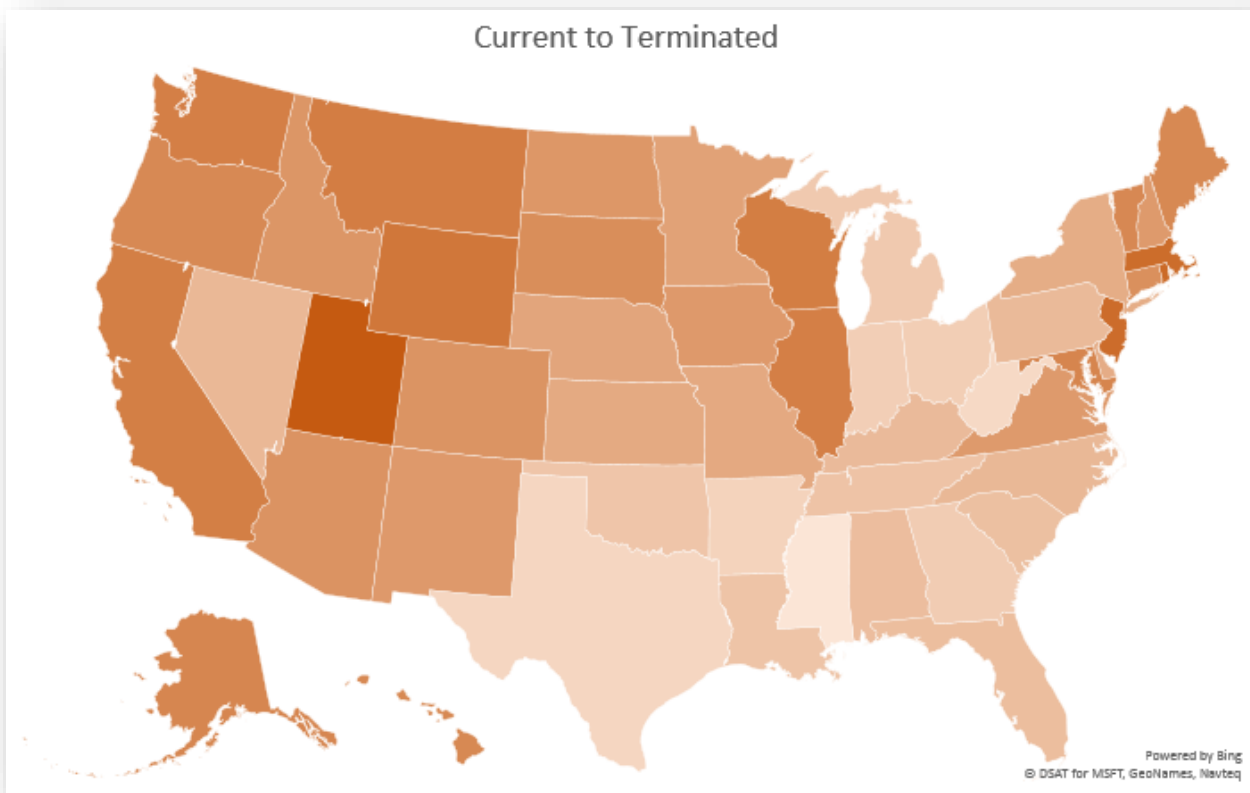 Current to Terminated
Powered by Bing
© DSAT for MSFT, GeoNames, Navteq